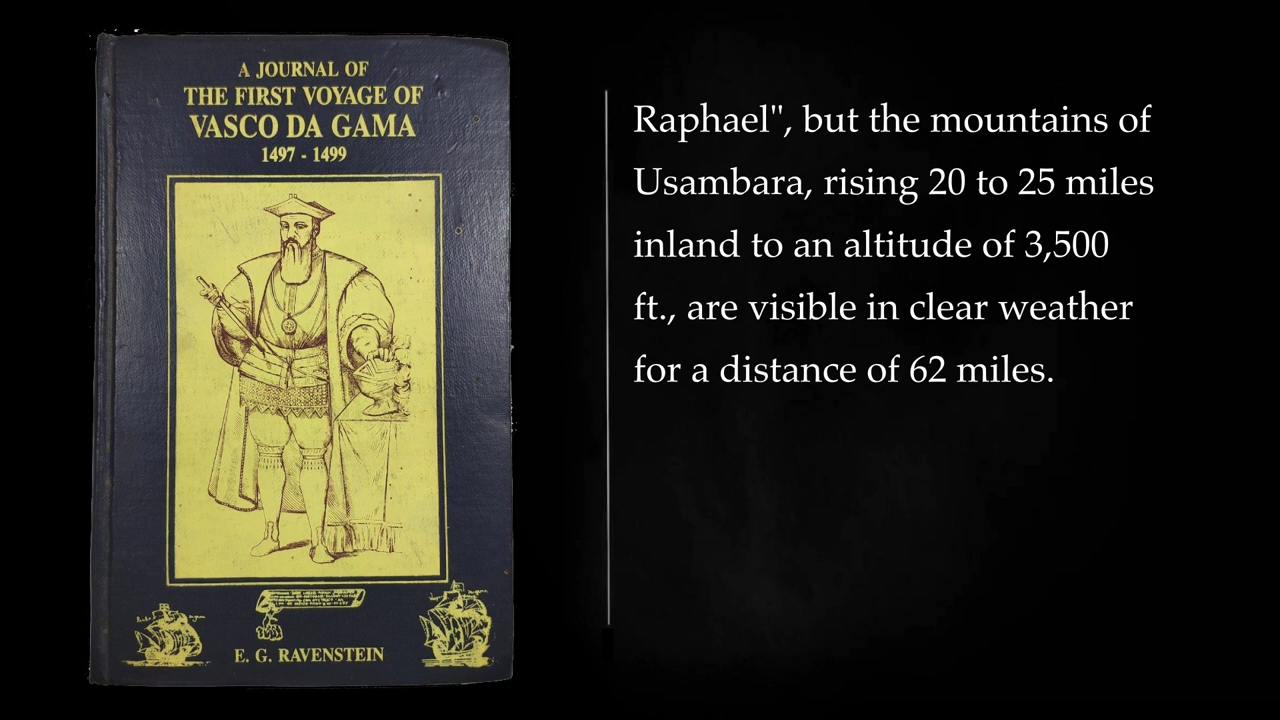 A JOURNAL OF
THE FIRST VOYAGE OF
VASCO DA GAMA
1497 - 1499
E. G. RAVENSTEIN
Raphael", but the mountains of
Usambara, rising 20 to 25 miles
inland to an altitude of 3,500
ft., are visible in clear weather
for a distance of 62 miles.